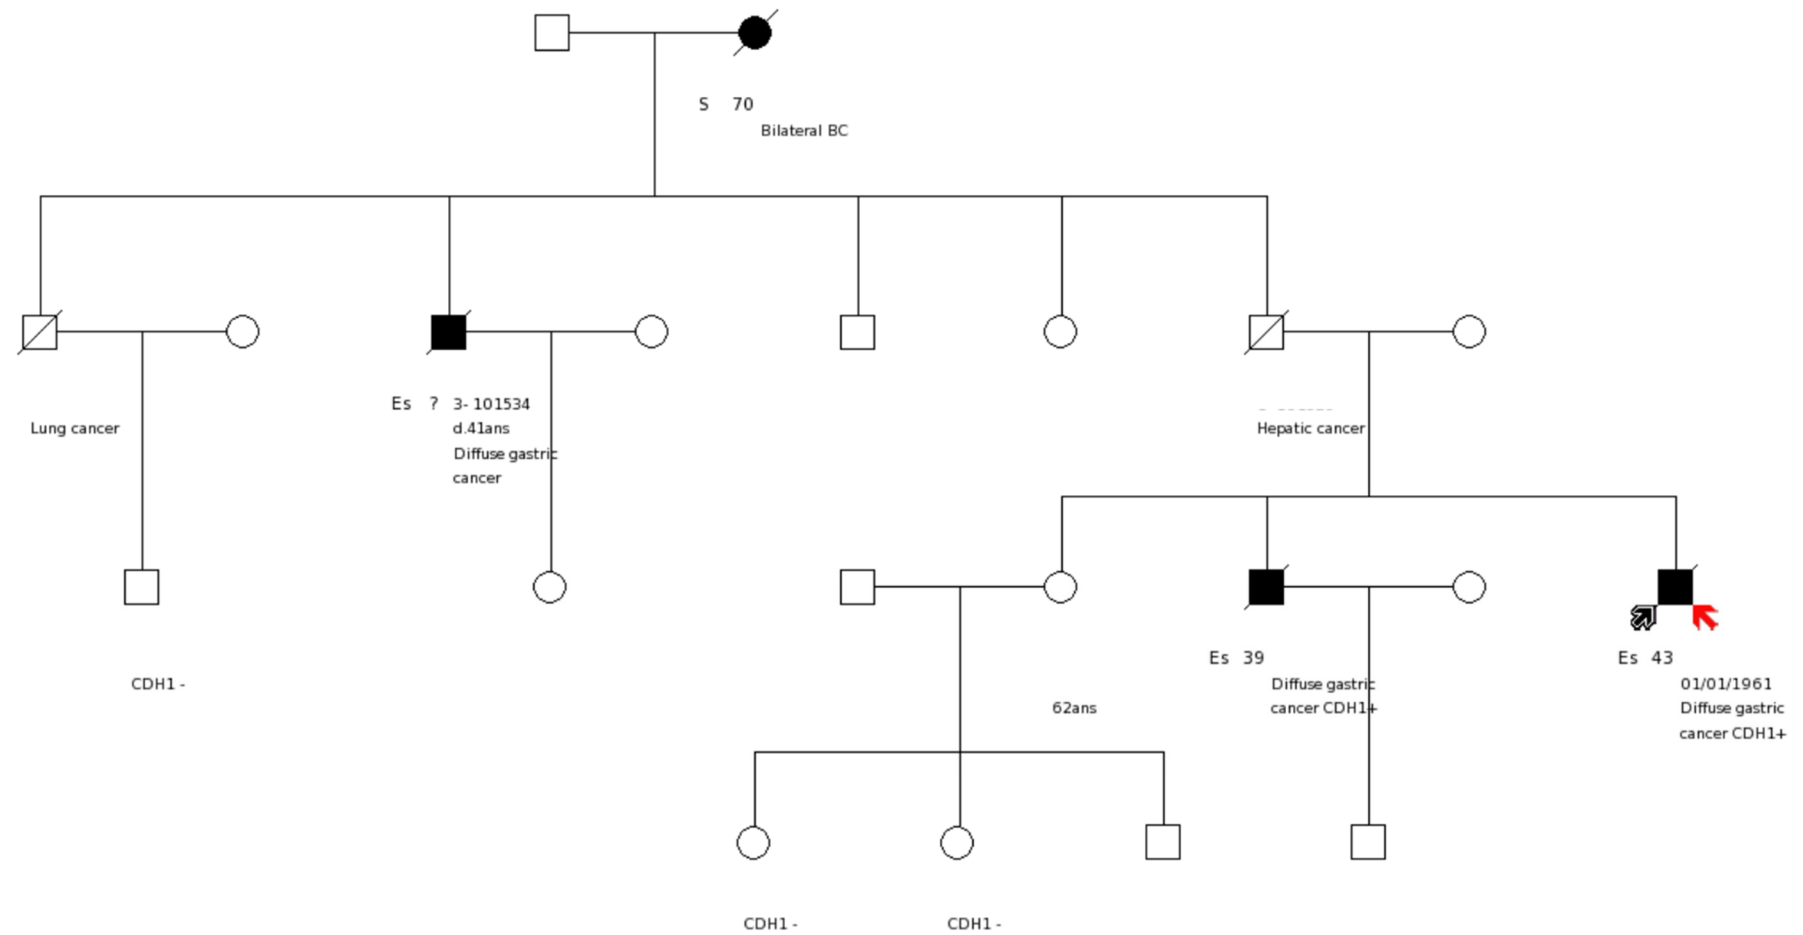 S 70
Bilateral BC
Es ? 3- 101534
d.41ans
Lung cancer
Diffuse gastric
cancer
Hepatic cancer
CDH1 -
62ans
Es 39
Diffuse gastric
cancer CDH1+
Es 43
01/01/1961
Diffuse gastric
cancer CDH1+
CDH1 -
CDH1 -